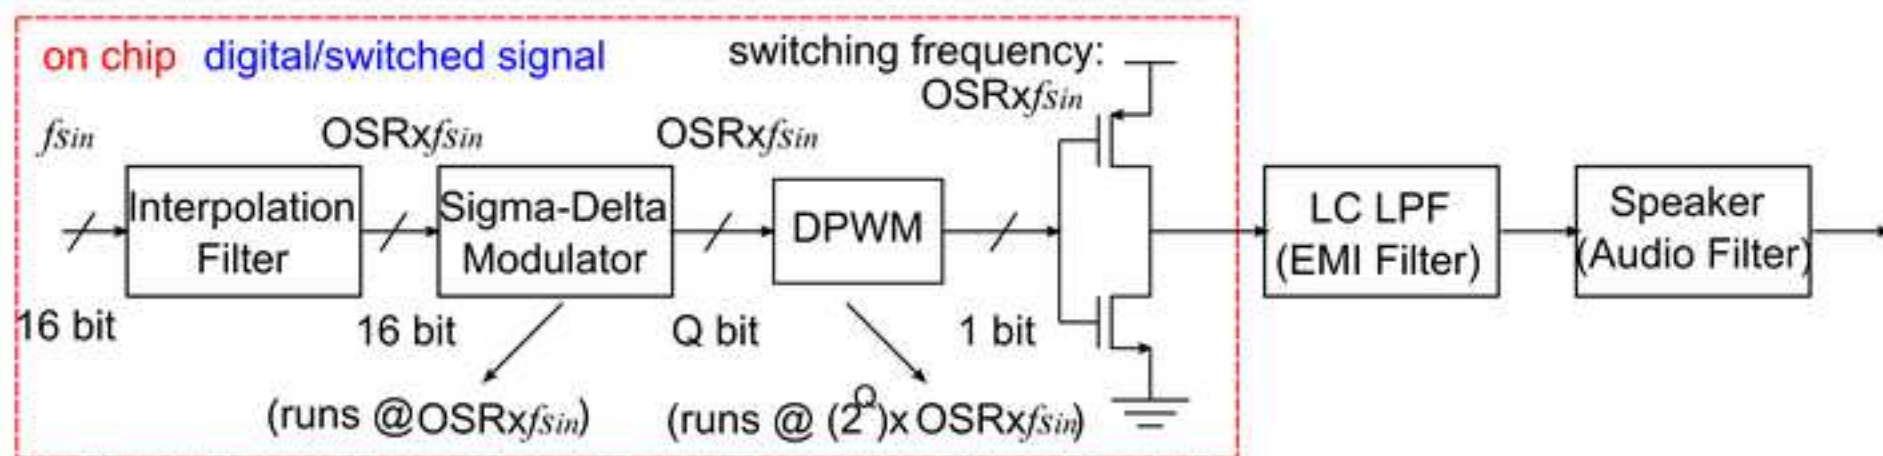 on chip digital/switched signal
switching frequency:
OSRxfsin
fsin
OSRxfsin
OSRxfsin
Interpolation
Filter
Sigma-Delta
Modulator
DPWM
LC LPF
(EMI Filter)
Speaker
(Audio Filter)
16 bit
16 bit
Q bit
1 bit
(runs @OSRxfsin)
(runs @ (2^Q)x OSRxfsin)